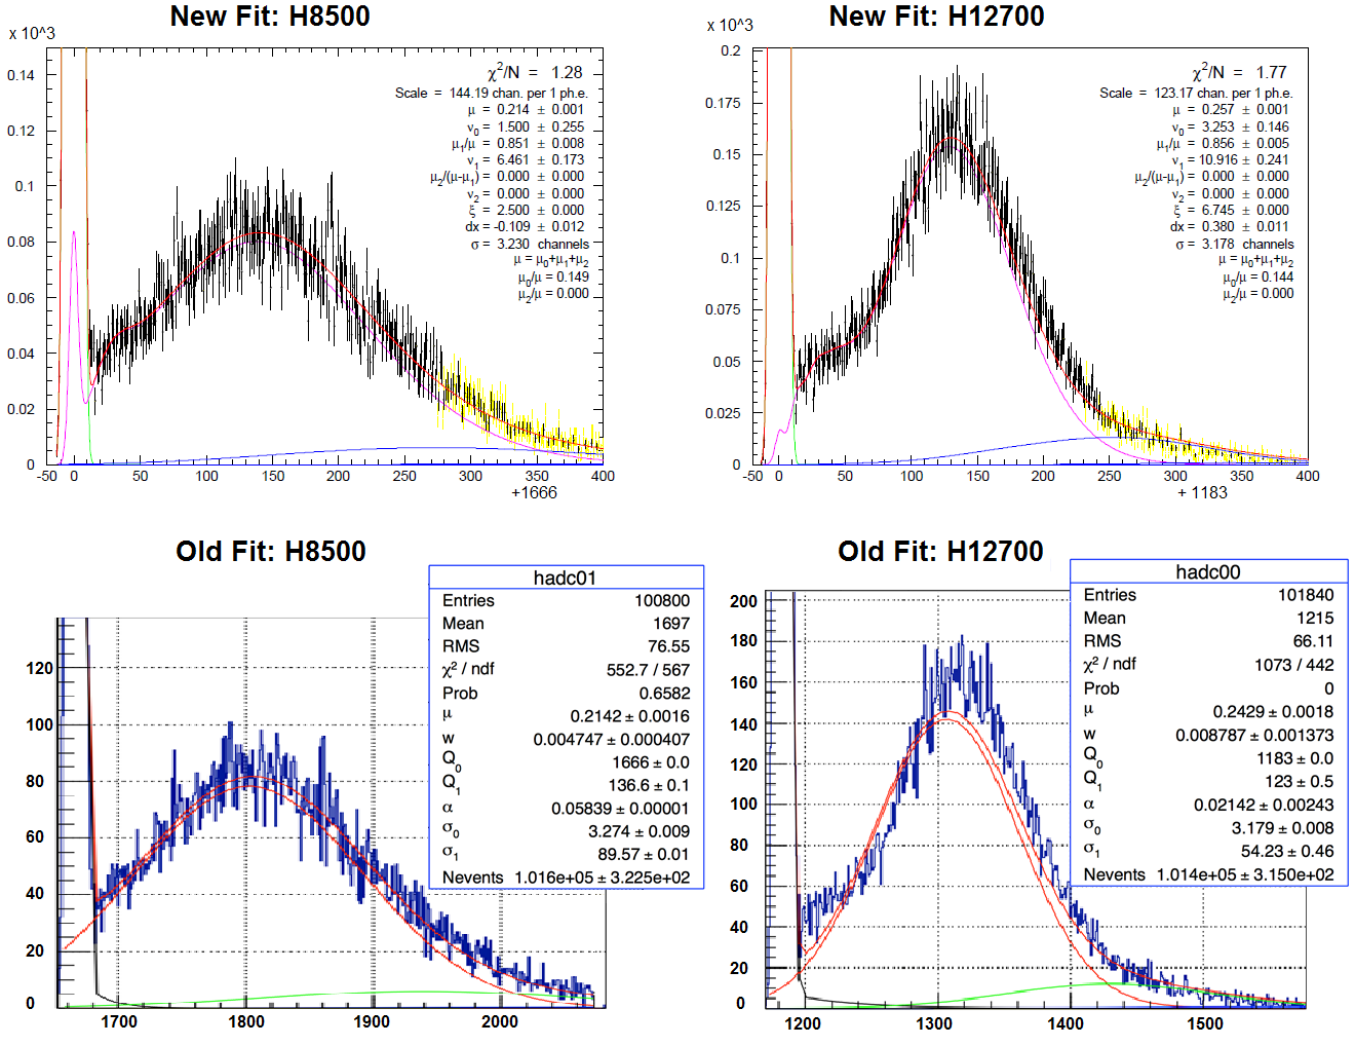 New Fit: H8500
x 10^3
0.14
0.12
0.1
0.08
0.06
0.04
0.02
0
-50 0 50 100 150 200 250 300 350 400
+1666
χ²/N = 1.28
Scale = 144.19 chan. per 1 ph.e.
μ = 0.214 ± 0.001
ν₀ = 1.500 ± 0.255
μ₁/μ = 0.851 ± 0.008
ν₁ = 6.461 ± 0.173
μ₂/(μ-μ₁) = 0.000 ± 0.000
ν₂ = 0.000 ± 0.000
ξ = 2.500 ± 0.000
dx = -0.109 ± 0.012
σ = 3.230 channels
μ = μ₀+μ₁+μ₂
μ₀/μ = 0.149
μ₂/μ = 0.000
New Fit: H12700
x 10^3
0.2
0.175
0.15
0.125
0.1
0.075
0.05
0.025
0
-50 0 50 100 150 200 250 300 350 400
+ 1183
χ²/N = 1.77
Scale = 123.17 chan. per 1 ph.e.
μ = 0.257 ± 0.001
ν₀ = 3.253 ± 0.146
μ₁/μ = 0.856 ± 0.005
ν₁ = 10.916 ± 0.241
μ₂/(μ-μ₁) = 0.000 ± 0.000
ν₂ = 0.000 ± 0.000
ξ = 6.745 ± 0.000
dx = 0.380 ± 0.011
σ = 3.178 channels
μ = μ₀+μ₁+μ₂
μ₀/μ = 0.144
μ₂/μ = 0.000
Old Fit: H8500
120
100
80
60
40
20
0
1700 1800 1900 2000
hadc01
Entries 100800
Mean 1697
RMS 76.55
χ² / ndf 552.7 / 567
Prob 0.6582
μ 0.2142 ± 0.0016
w 0.004747 ± 0.000407
Q₀ 1666 ± 0.0
Q₁ 136.6 ± 0.1
α 0.05839 ± 0.00001
σ₀ 3.274 ± 0.009
σ₁ 89.57 ± 0.01
Nevents 1.016e+05 ± 3.225e+02
Old Fit: H12700
200
180
160
140
120
100
80
60
40
20
0
1200 1300 1400 1500
hadc00
Entries 101840
Mean 1215
RMS 66.11
χ² / ndf 1073 / 442
Prob 0
μ 0.2429 ± 0.0018
w 0.008787 ± 0.001373
Q₀ 1183 ± 0.0
Q₁ 123 ± 0.5
α 0.02142 ± 0.00243
σ₀ 3.179 ± 0.008
σ₁ 54.23 ± 0.46
Nevents 1.014e+05 ± 3.150e+02